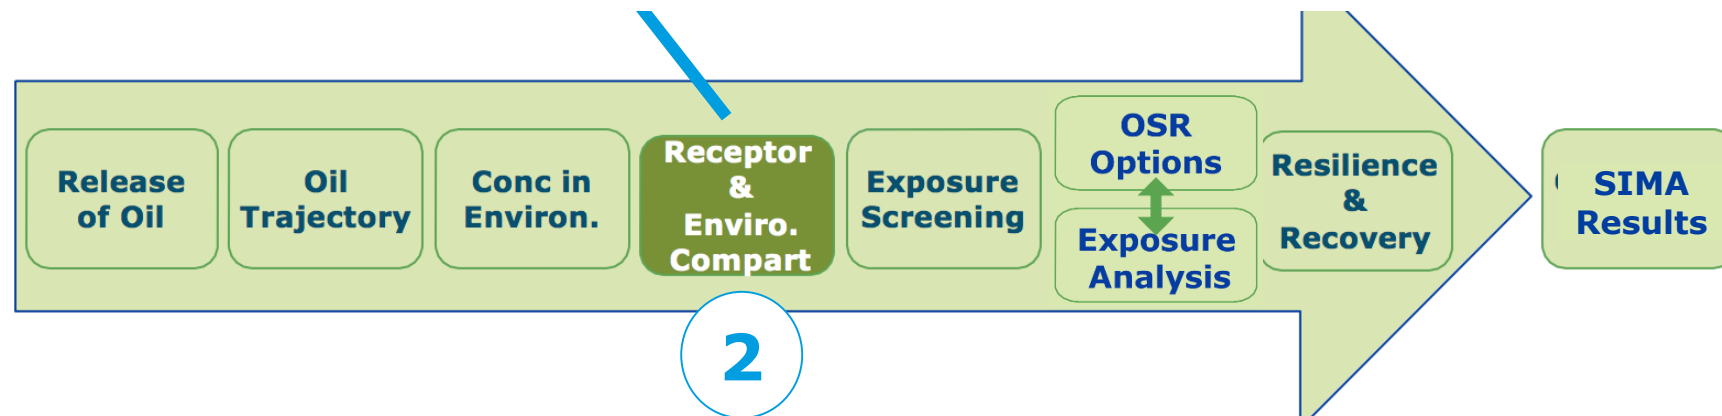 Release
of Oil
Oil
Trajectory
Conc in
Environ.
Receptor
&
Enviro.
Compart
Exposure
Screening
OSR
Options
Exposure
Analysis
Resilience
&
Recovery
SIMA
Results
2